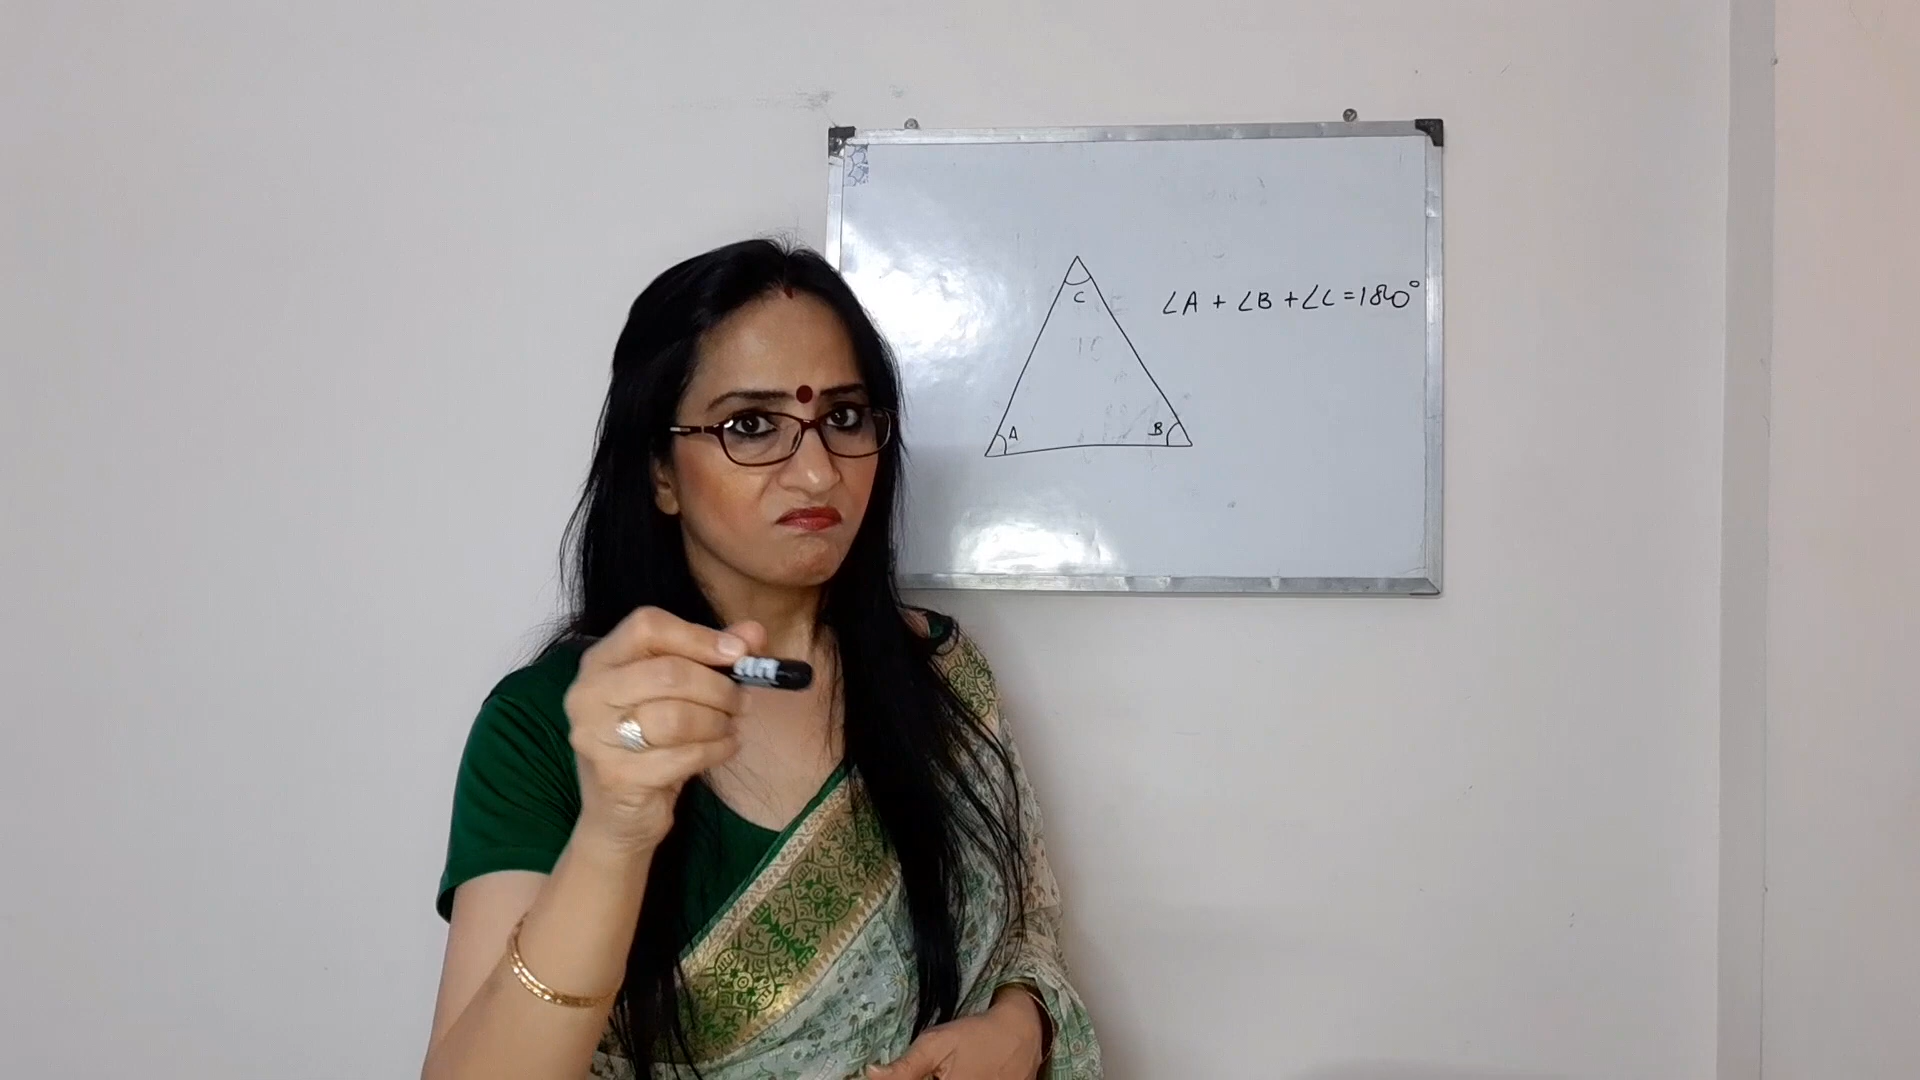 C
∠A + ∠B + ∠C = 180°
A
B